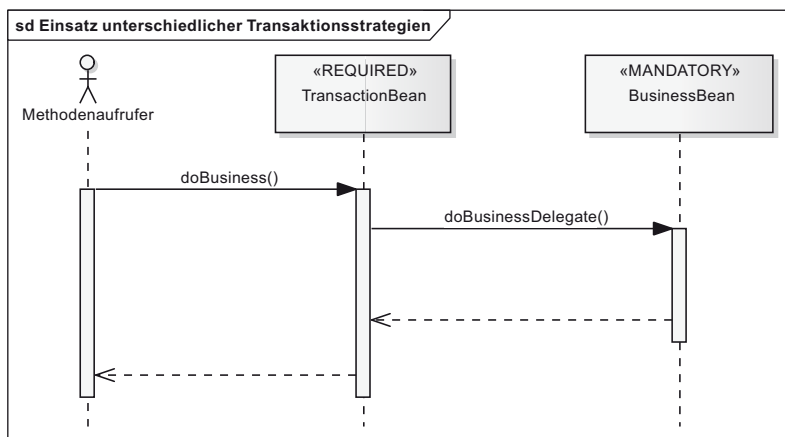 sd Einsatz unterschiedlicher Transaktionsstrategien
«REQUIRED»
TransactionBean
«MANDATORY»
BusinessBean
Methodenaufrufer
doBusiness()
doBusinessDelegate()